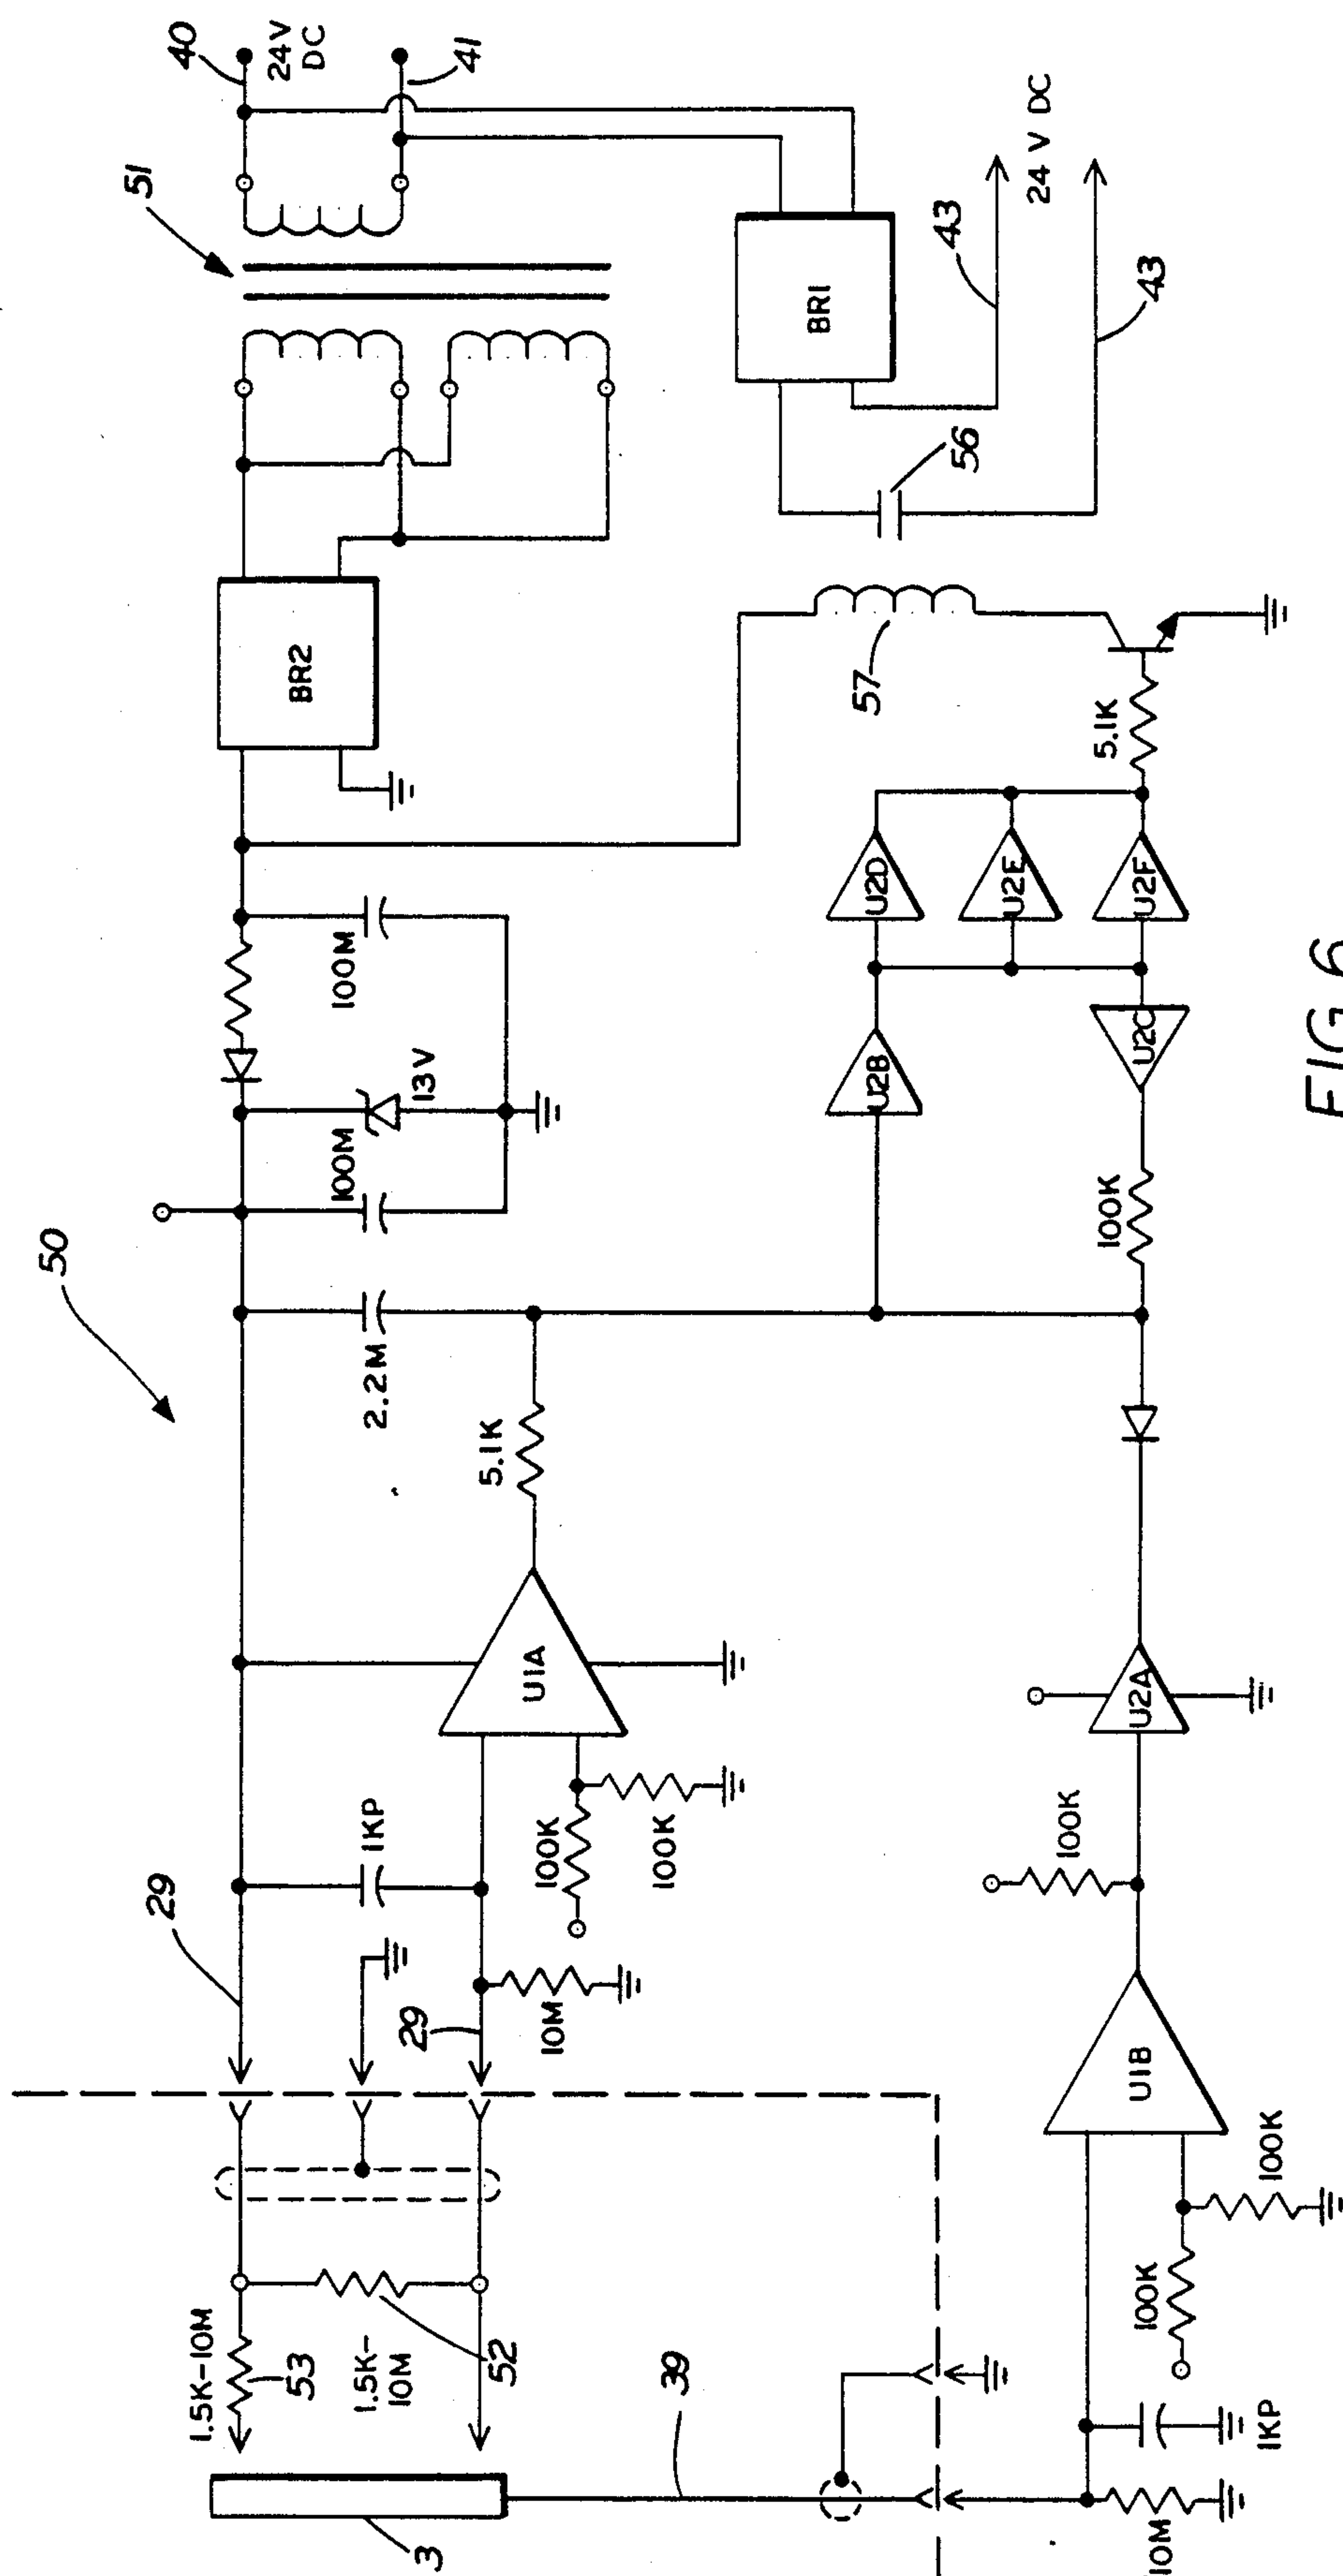 40
24V
DC
41
51
43
24 V DC
43
BR1
56
BR2
57
5.1K
U2D
U2E
U2F
100M
13V
100M
U2B
U2C
100K
50
2.2M
5.1K
U1A
U2A
1KP
100K
100K
100K
29
29
10M
U1B
100K
100K
1.5K-10M
53
1.5K-
10M
52
39
1KP
10M
3
FIG 6